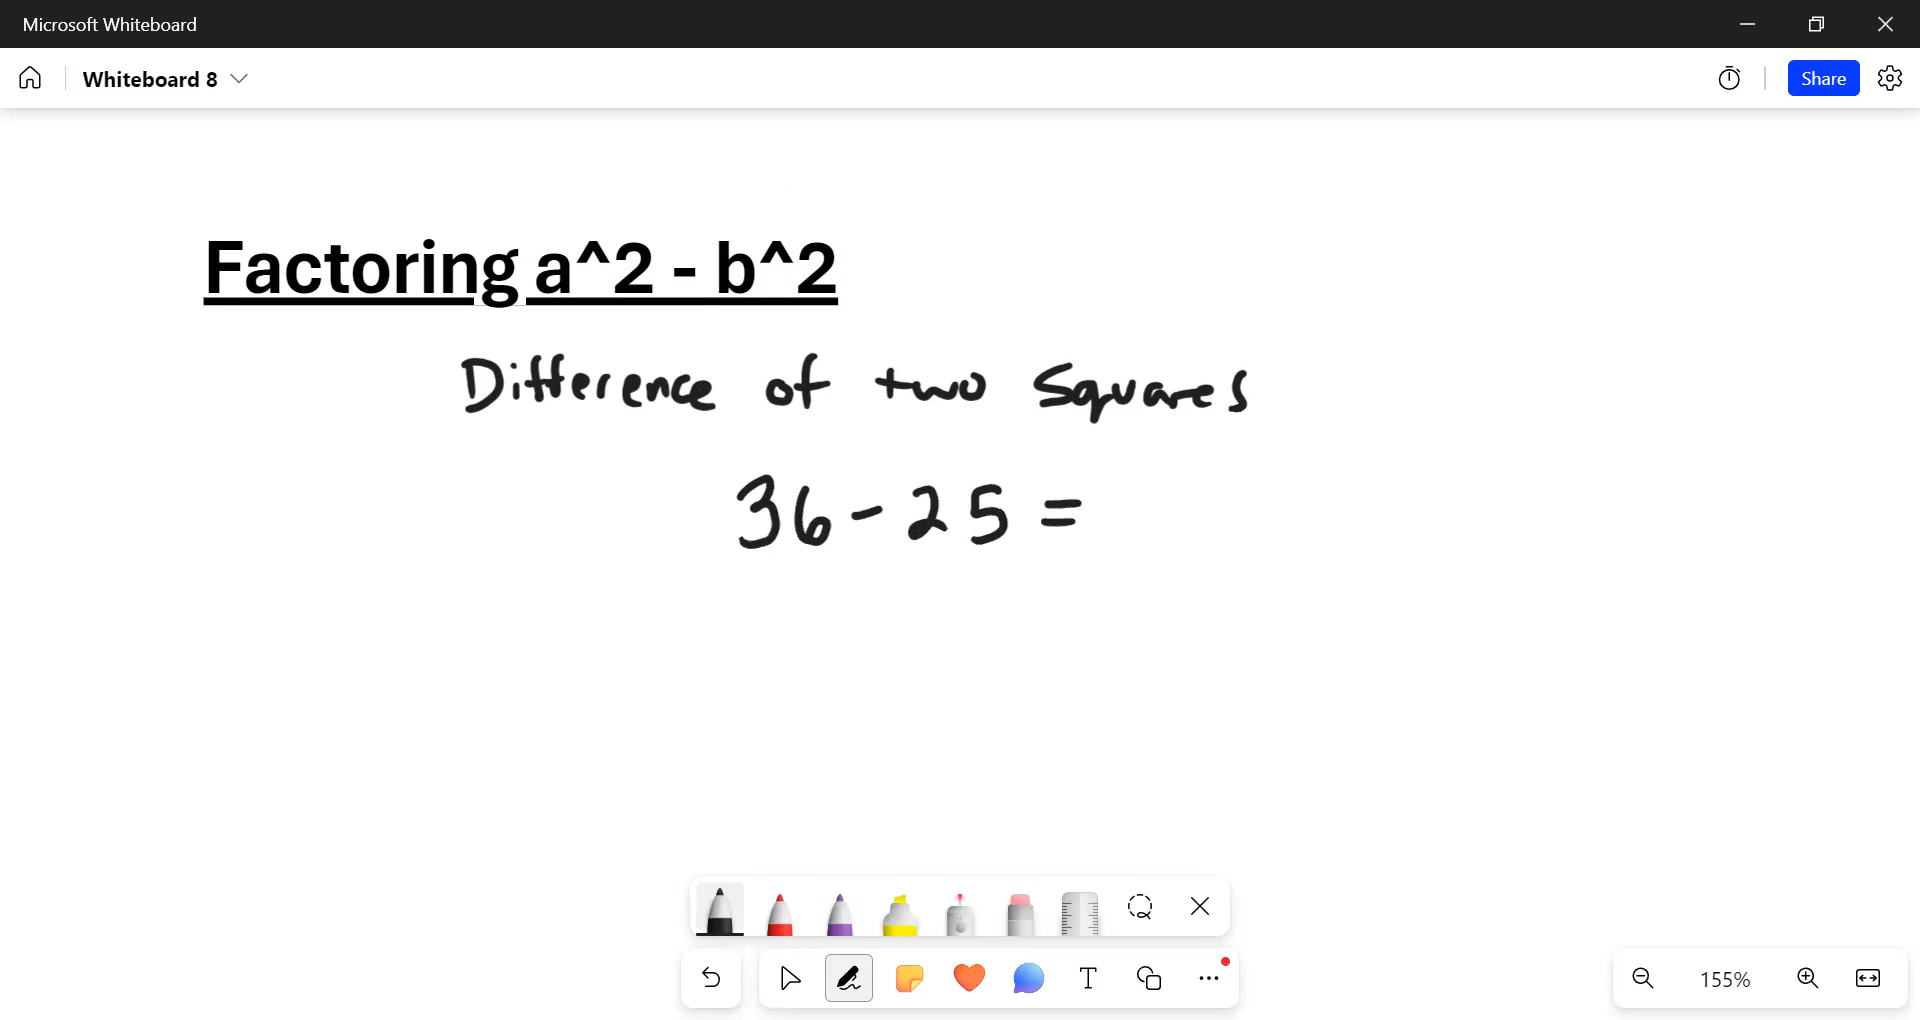 Microsoft Whiteboard
Whiteboard 8
Share
Factoring a^2 - b^2
Difference of two Squares
36-25=
T
155%